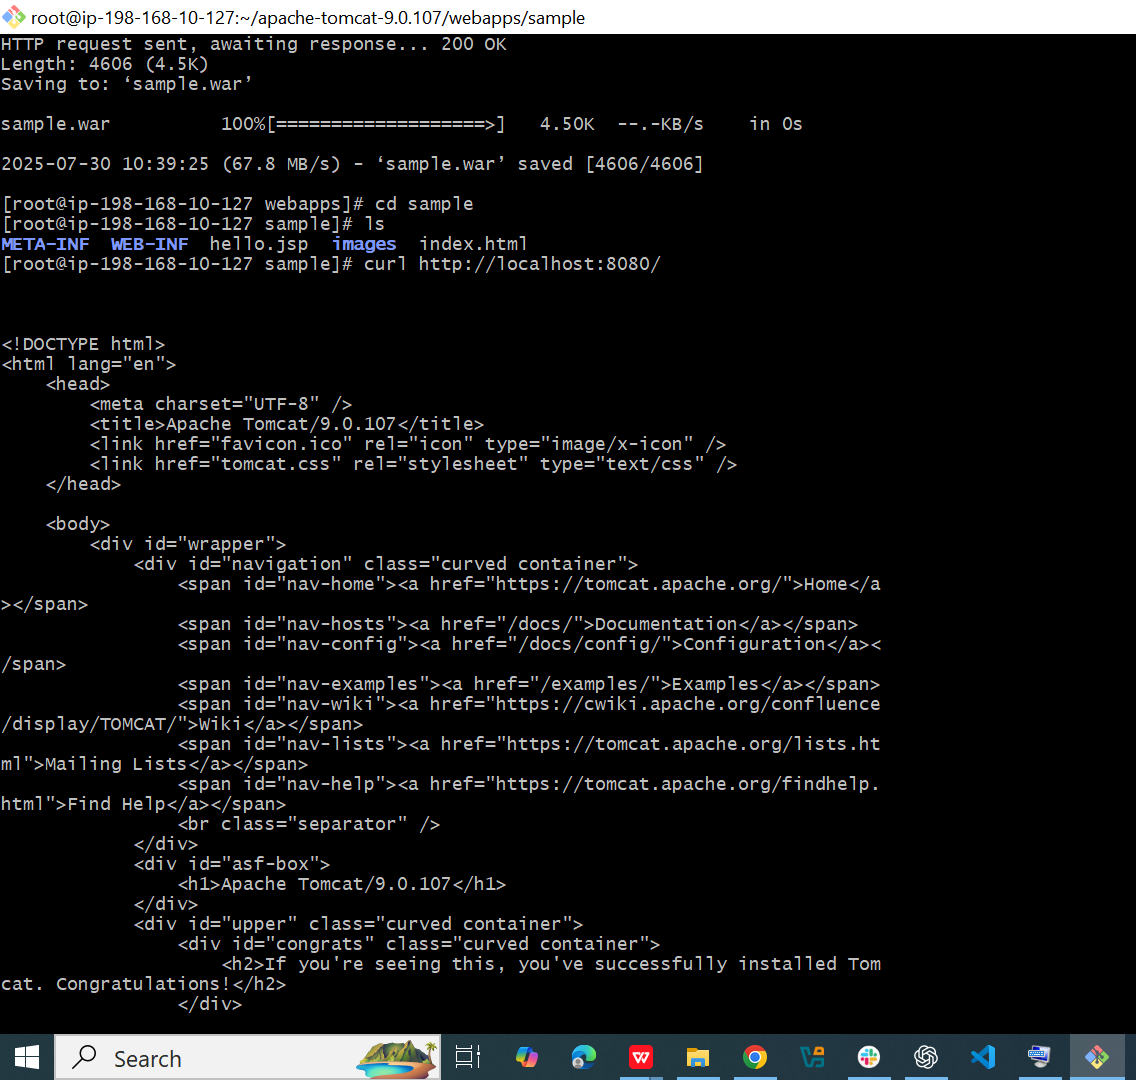 root@ip-198-168-10-127:~/apache-tomcat-9.0.107/webapps/sample
HTTP request sent, awaiting response... 200 OK
Length: 4606 (4.5K)
Saving to: ‘sample.war’
sample.war          100%[===================>]   4.50K  --.-KB/s    in 0s
2025-07-30 10:39:25 (67.8 MB/s) - ‘sample.war’ saved [4606/4606]
[root@ip-198-168-10-127 webapps]# cd sample
[root@ip-198-168-10-127 sample]# ls
META-INF  WEB-INF  hello.jsp  images  index.html
[root@ip-198-168-10-127 sample]# curl http://localhost:8080/
<!DOCTYPE html>
<html lang="en">
    <head>
        <meta charset="UTF-8" />
        <title>Apache Tomcat/9.0.107</title>
        <link href="favicon.ico" rel="icon" type="image/x-icon" />
        <link href="tomcat.css" rel="stylesheet" type="text/css" />
    </head>
    <body>
        <div id="wrapper">
            <div id="navigation" class="curved container">
                <span id="nav-home"><a href="https://tomcat.apache.org/">Home</a
></span>
                <span id="nav-hosts"><a href="/docs/">Documentation</a></span>
                <span id="nav-config"><a href="/docs/config/">Configuration</a><
/span>
                <span id="nav-examples"><a href="/examples/">Examples</a></span>
                <span id="nav-wiki"><a href="https://cwiki.apache.org/confluence
/display/TOMCAT/">Wiki</a></span>
                <span id="nav-lists"><a href="https://tomcat.apache.org/lists.ht
ml">Mailing Lists</a></span>
                <span id="nav-help"><a href="https://tomcat.apache.org/findhelp.
html">Find Help</a></span>
                <br class="separator" />
            </div>
            <div id="asf-box">
                <h1>Apache Tomcat/9.0.107</h1>
            </div>
            <div id="upper" class="curved container">
                <div id="congrats" class="curved container">
                    <h2>If you're seeing this, you've successfully installed Tom
cat. Congratulations!</h2>
                </div>
Search